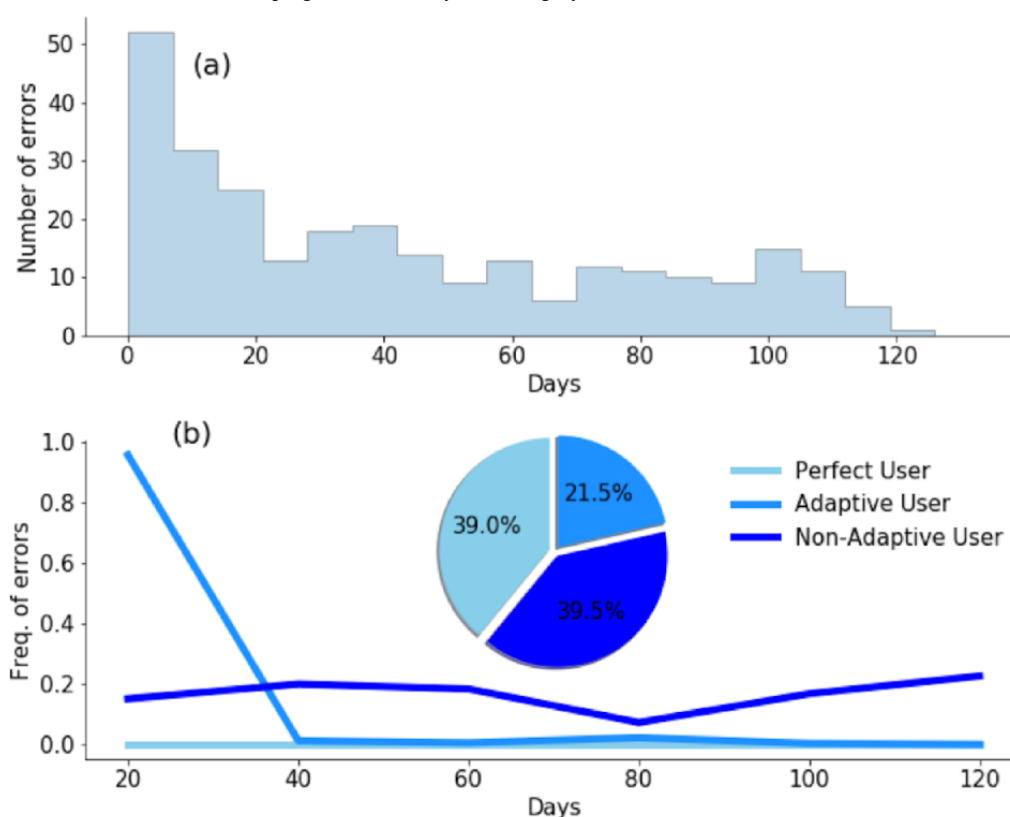 (a)
Number of errors
50
40
30
20
10
0
0 20 40 60 80 100 120
Days
(b)
Freq. of errors
1.0
0.8
0.6
0.4
0.2
0.0
21.5%
39.0%
39.5%
Perfect User
Adaptive User
Non-Adaptive User
20 40 60 80 100 120
Days